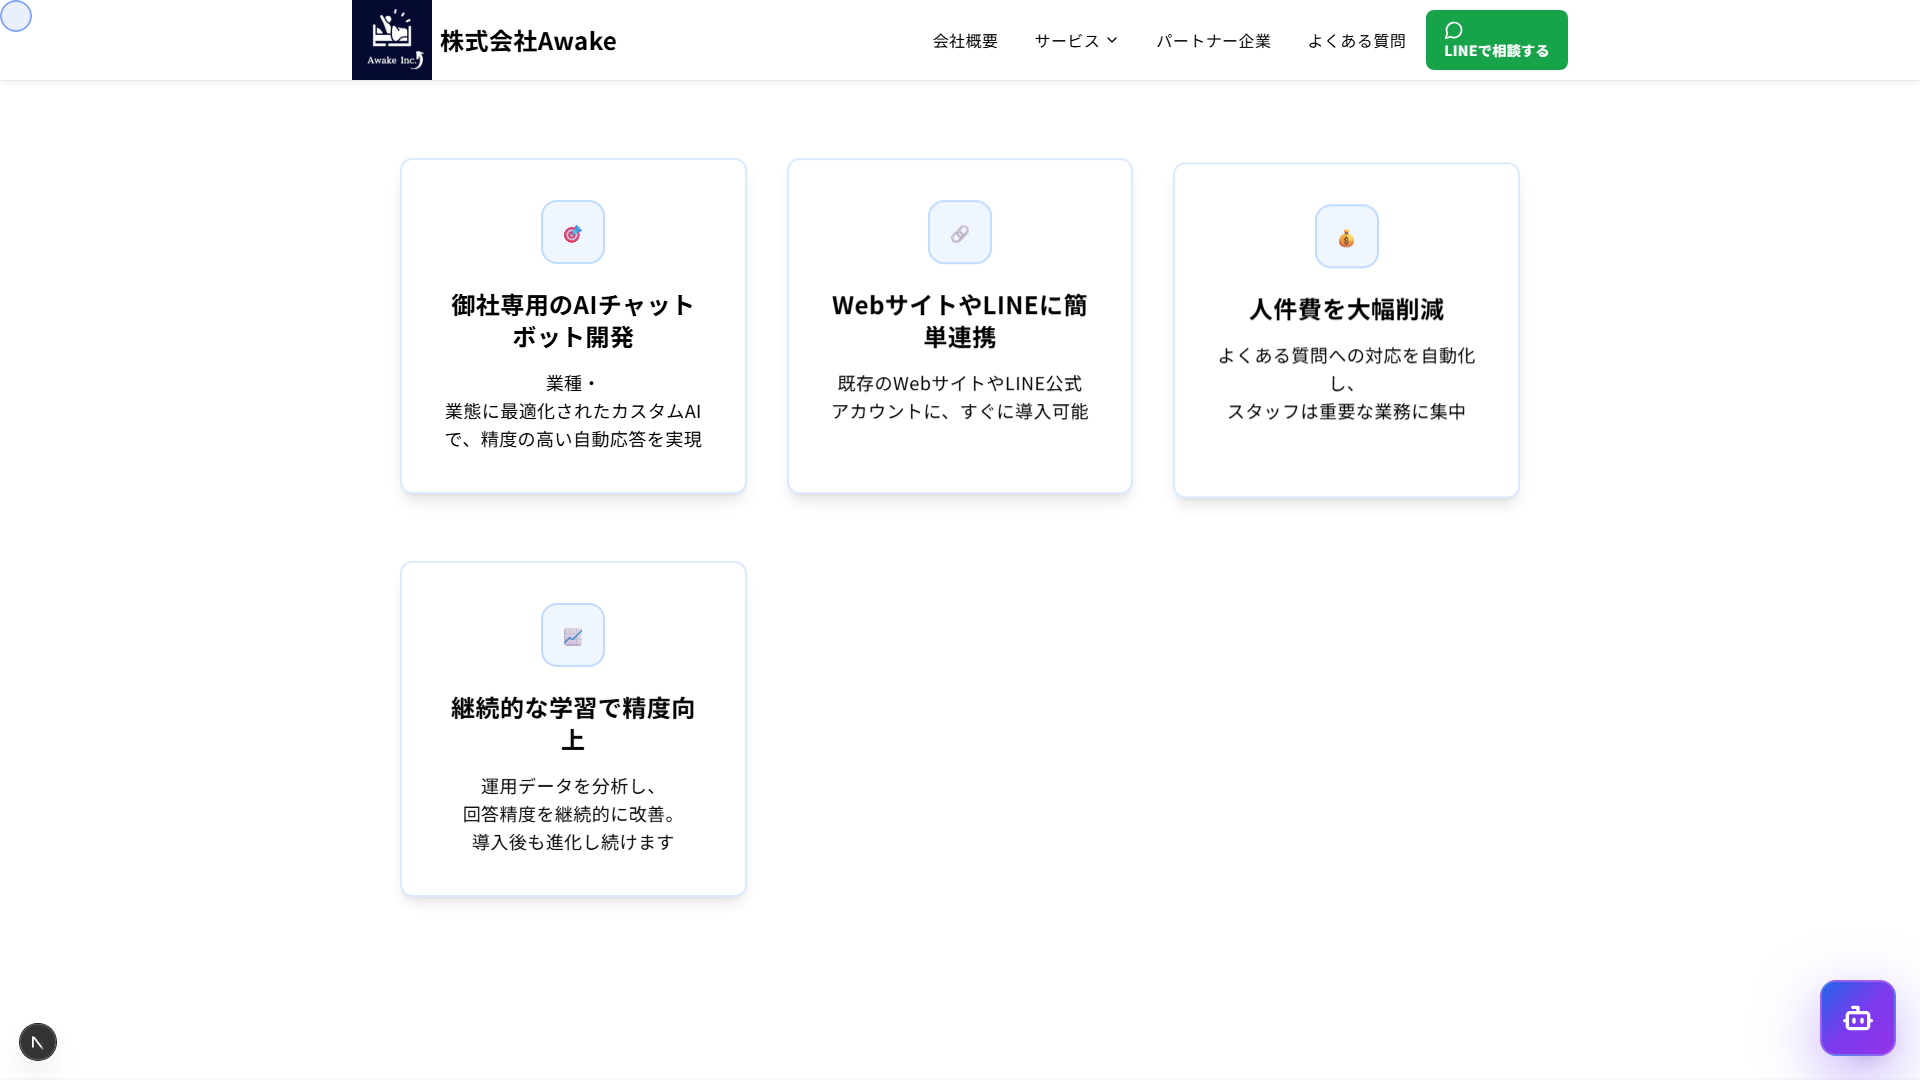 Awake Inc.
株式会社Awake
会社概要
サービス
パートナー企業
よくある質問
LINEで相談する
御社専用のAIチャット
ボット開発
業種・
業態に最適化されたカスタムAI
で、精度の高い自動応答を実現
WebサイトやLINEに簡
単連携
既存のWebサイトやLINE公式
アカウントに、すぐに導入可能
人件費を大幅削減
よくある質問への対応を自動化
し、
スタッフは重要な業務に集中
継続的な学習で精度向
上
運用データを分析し、
回答精度を継続的に改善。
導入後も進化し続けます